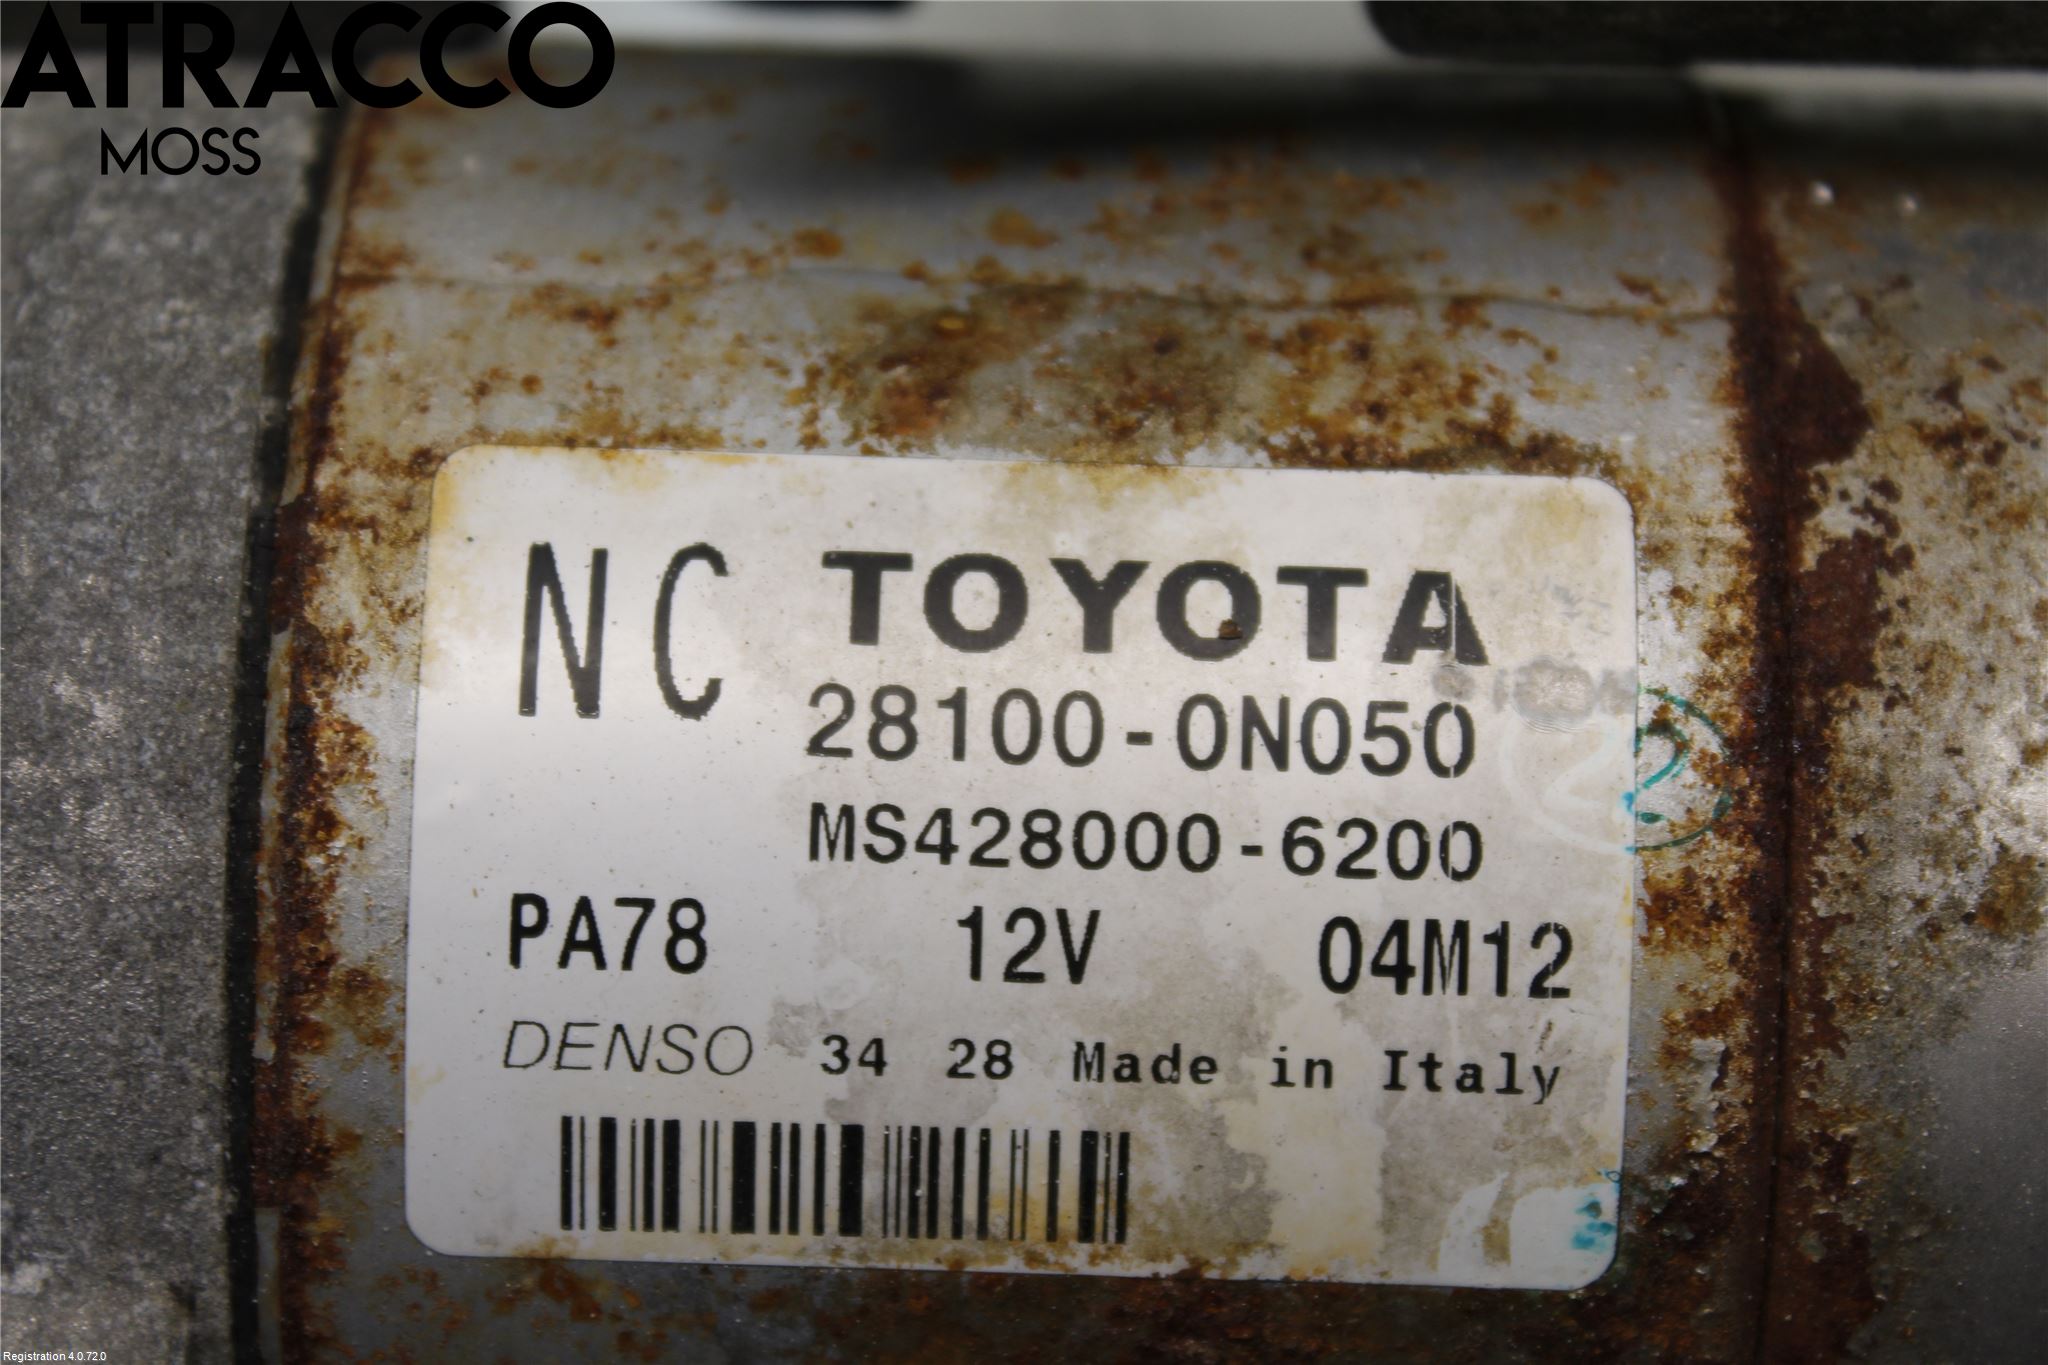 ATRACCO
MOSS
NC TOYOTA
28100-0N050
MS428000-6200
PA78 12V 04M12
DENSO 34 28 Made in Italy
22
Registration 4.0.72.0